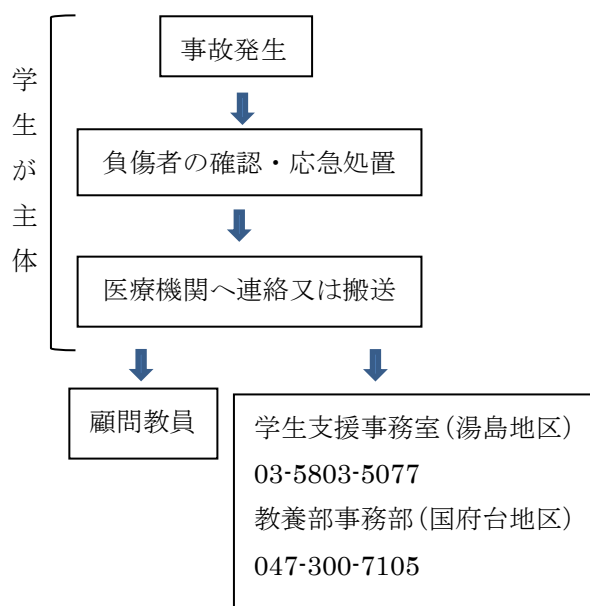 学生が主体
事故発生
負傷者の確認・応急処置
医療機関へ連絡又は搬送
顧問教員
学生支援事務室(湯島地区)
03-5803-5077
教養部事務部(国府台地区)
047-300-7105